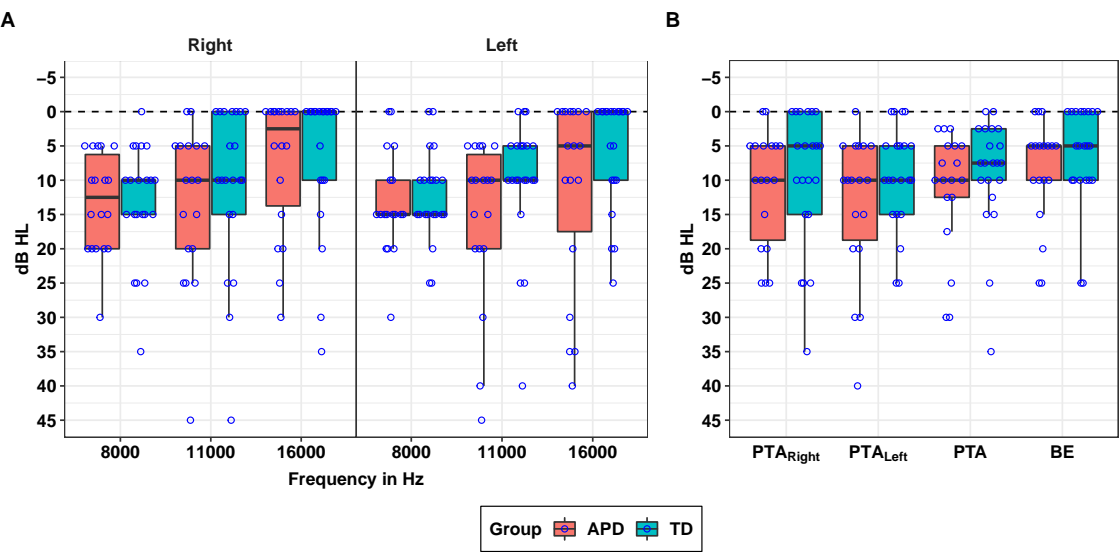 A
B
Right
Left
−5
0
5
10
15
20
25
30
35
40
45
dB HL
8000
11000
16000
8000
11000
16000
Frequency in Hz
−5
0
5
10
15
20
25
30
35
40
45
dB HL
PTARight
PTALeft
PTA
BE
Group APD TD